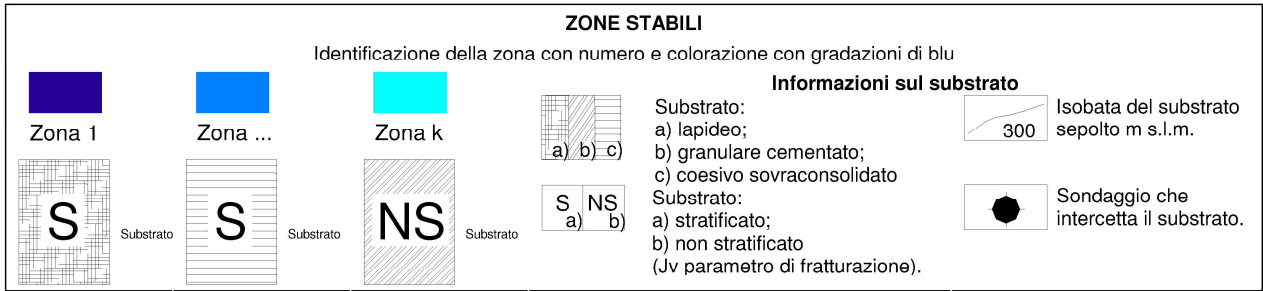 ZONE STABILI
Identificazione della zona con numero e colorazione con gradazioni di blu
Zona 1
Zona ...
Zona k
S
Substrato
S
Substrato
NS
Substrato
Informazioni sul substrato
a) b) c)
Substrato:
a) lapideo;
b) granulare cementato;
c) coesivo sovraconsolidato
S NS
a) b)
Substrato:
a) stratificato;
b) non stratificato
(Jv parametro di fratturazione).
300
Isobata del substrato
sepolto m s.l.m.
Sondaggio che
intercetta il substrato.